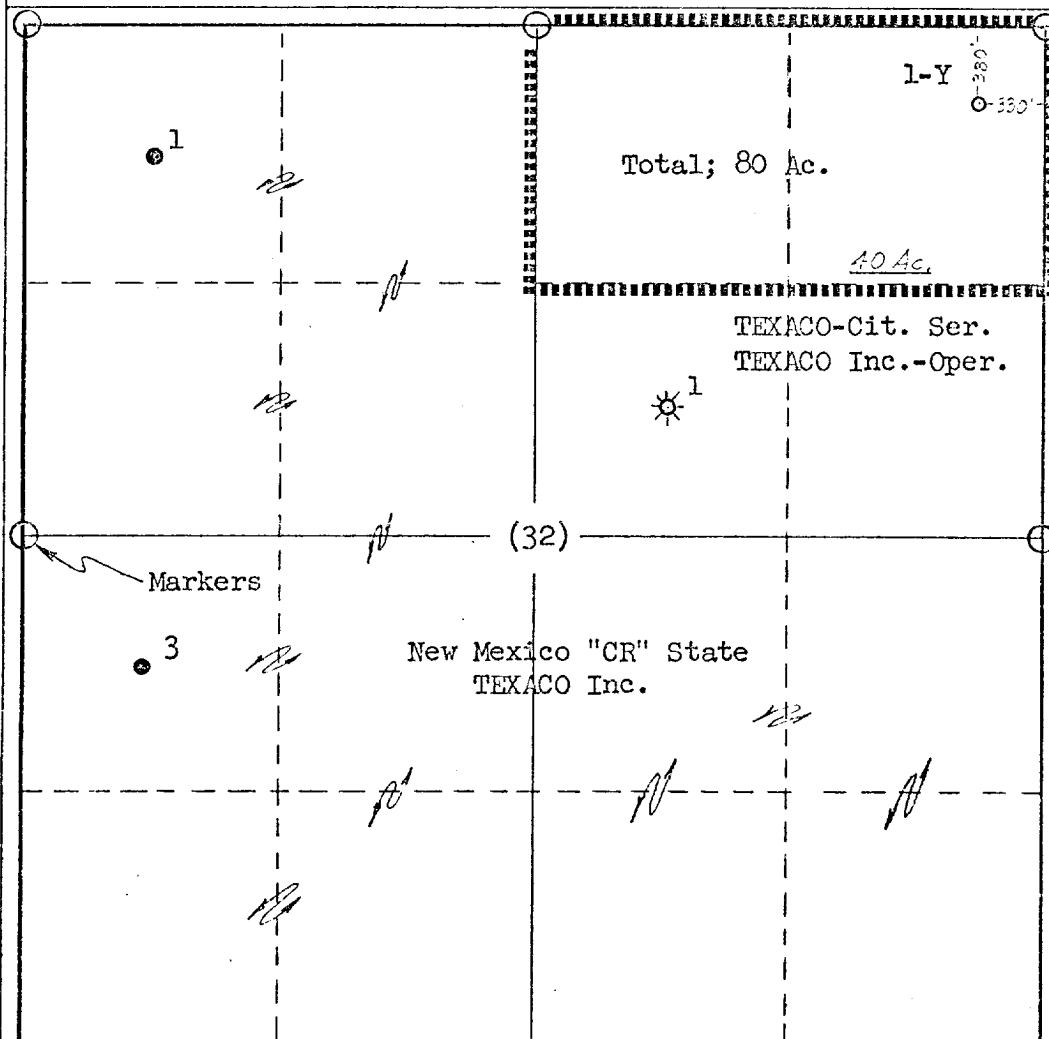 1-Y
380'
330'
1
Total; 80 Ac.
40 Ac.
TEXACO-Cit. Ser.
TEXACO Inc.-Oper.
1
(32)
Markers
3
New Mexico "CR" State
TEXACO Inc.